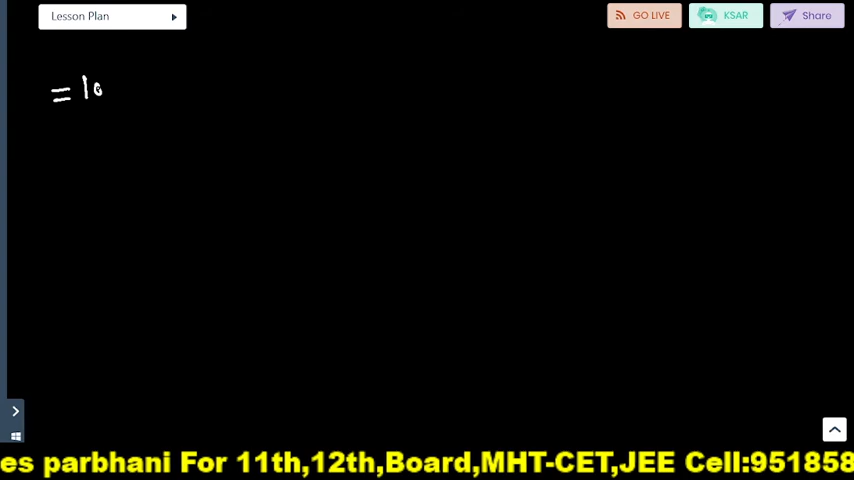 Lesson Plan
GO LIVE
KSAR
Share
= 10
es parbhani For 11th,12th,Board,MHT-CET,JEE Cell:951858